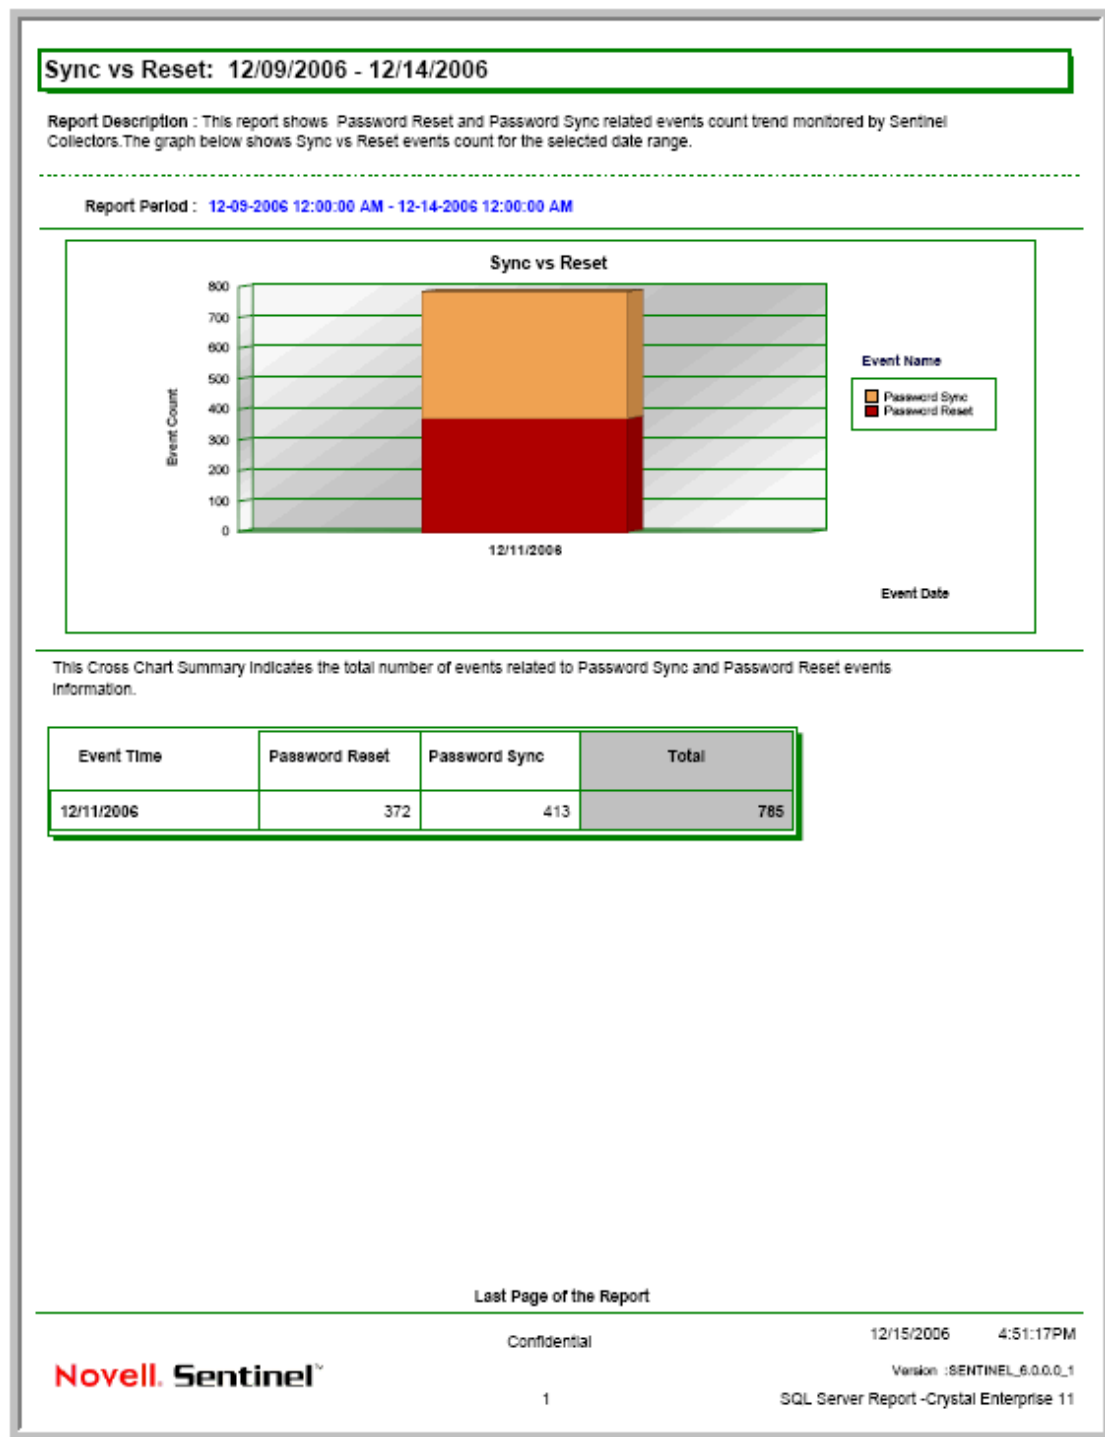 Sync vs Reset: 12/09/2006 - 12/14/2006
Report Description : This report shows Password Reset and Password Sync related events count trend monitored by Sentinel
Collectors.The graph below shows Sync vs Reset events count for the selected date range.
Report Period : 12-09-2006 12:00:00 AM - 12-14-2006 12:00:00 AM
Sync vs Reset
800
700
600
500
400
300
200
100
0
Event Count
12/11/2006
Event Name
Password Sync
Password Reset
Event Date
This Cross Chart Summary Indicates the total number of events related to Password Sync and Password Reset events
Information.
Event Time Password Reset Password Sync Total
12/11/2006 372 413 785
Last Page of the Report
Confidential 12/15/2006 4:51:17PM
Novell. Sentinel™ Version :SENTINEL_6.0.0.0_1
1 SQL Server Report -Crystal Enterprise 11